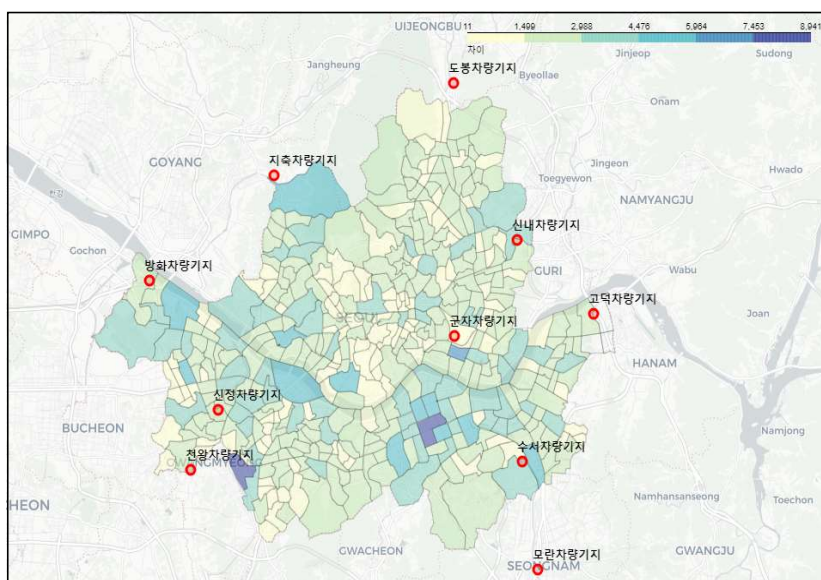 UIJEONGBU
11 1,499 2,988 4,476 5,964 7,453 8,941
차이
Jinjeop
Sudong
Jangheung
도봉차량기지
Byeollae
Onam
GOYANG
지축차량기지
Jingeon
Hwado
Toegyewon
NAMYANGJU
GIMPO
신내차량기지
Gochon
방화차량기지
GURI
Wabu
고덕차량기지
SEOUL
군자차량기지
Joan
HANAM
신정차량기지
BUCHEON
Namjong
천왕차량기지
GWANGMYEONG
수서차량기지
Namhansanseong
Toechon
CHEON
GWACHEON
모란차량기지
SEONGNAM
GWANGJU